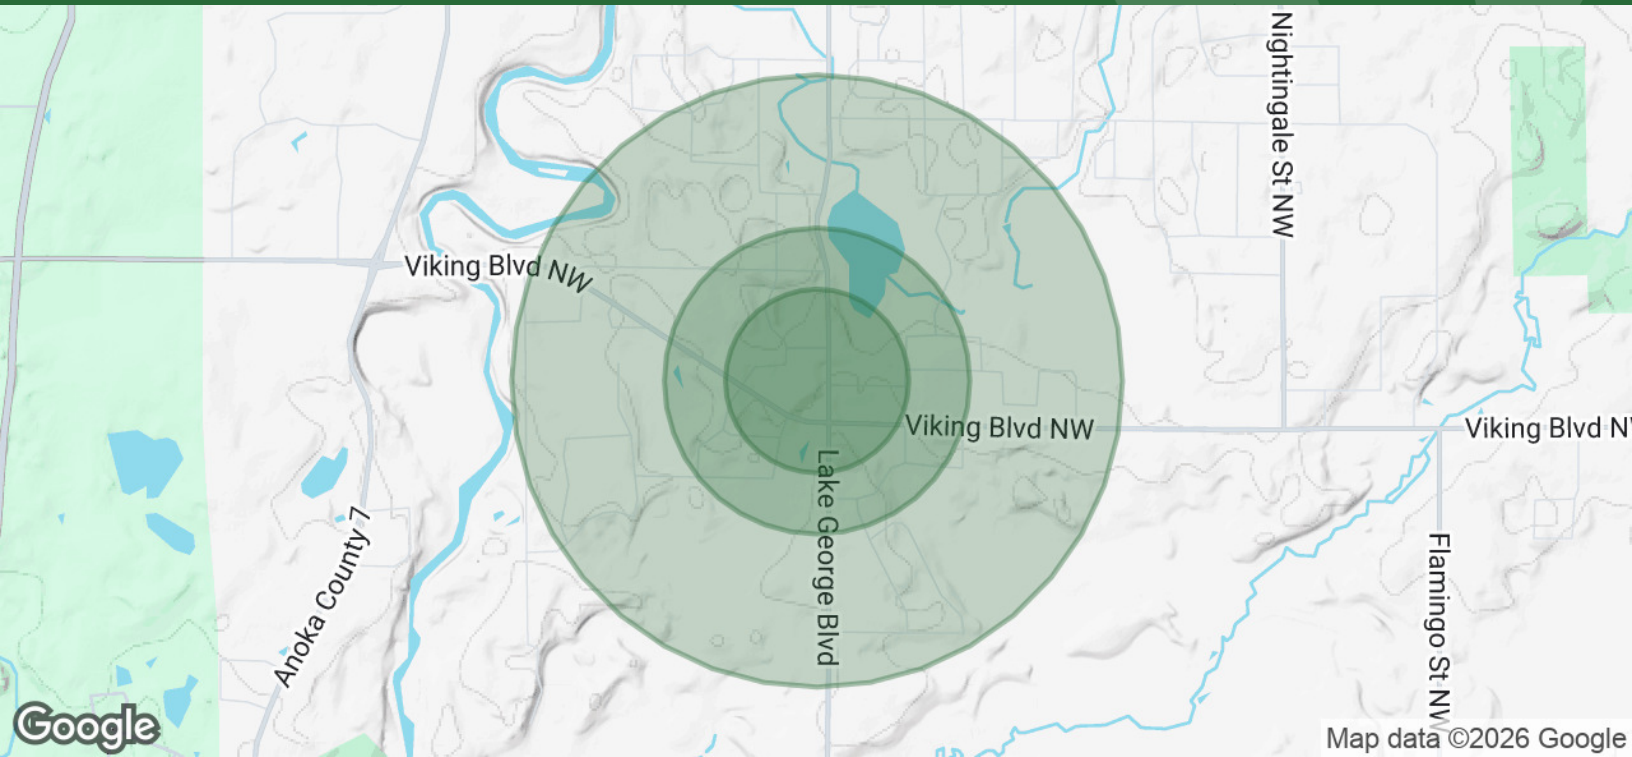 Nightingale St NW
Viking Blvd NW
Viking Blvd NW
Viking Blvd N
Lake George Blvd
Anoka County 7
Flamingo St NW
Google
Map data ©2026 Google